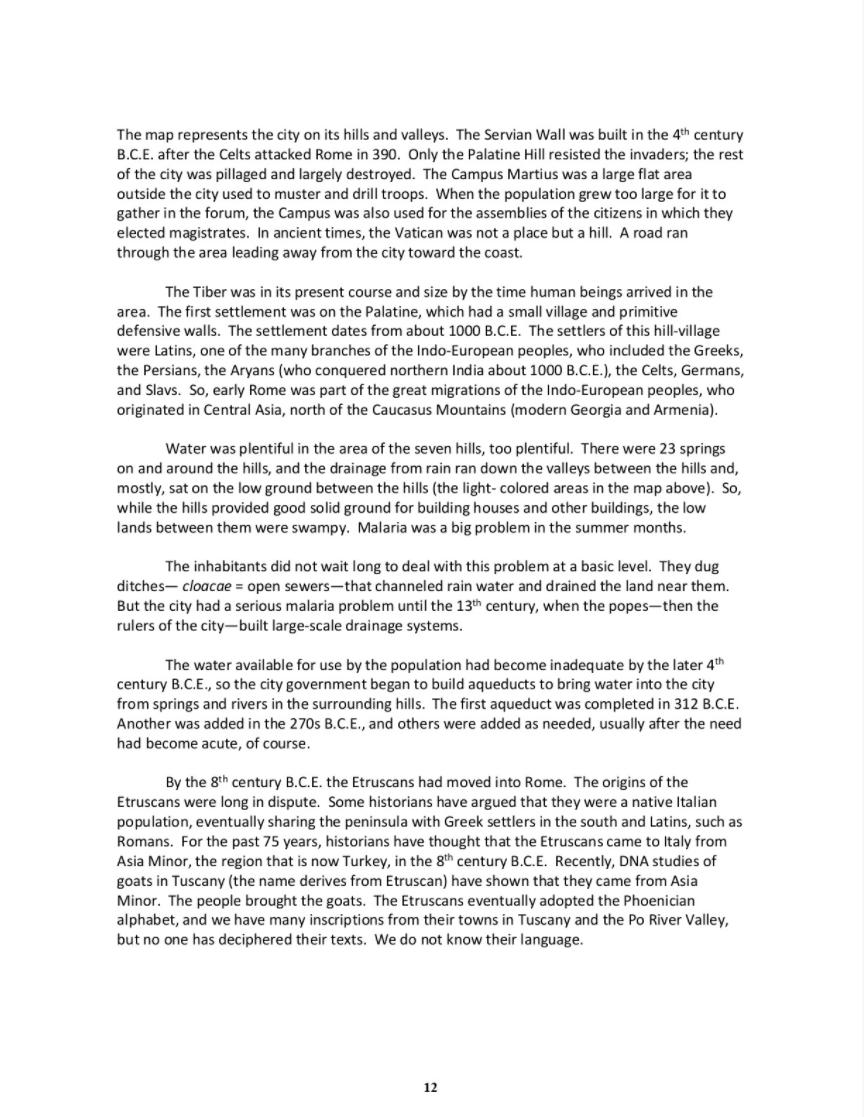 The map represents the city on its hills and valleys.  The Servian Wall was built in the 4th century
B.C.E. after the Celts attacked Rome in 390.  Only the Palatine Hill resisted the invaders; the rest
of the city was pillaged and largely destroyed.  The Campus Martius was a large flat area
outside the city used to muster and drill troops.  When the population grew too large for it to
gather in the forum, the Campus was also used for the assemblies of the citizens in which they
elected magistrates.  In ancient times, the Vatican was not a place but a hill.  A road ran
through the area leading away from the city toward the coast.

The Tiber was in its present course and size by the time human beings arrived in the
area.  The first settlement was on the Palatine, which had a small village and primitive
defensive walls.  The settlement dates from about 1000 B.C.E.  The settlers of this hill-village
were Latins, one of the many branches of the Indo-European peoples, who included the Greeks,
the Persians, the Aryans (who conquered northern India about 1000 B.C.E.), the Celts, Germans,
and Slavs.  So, early Rome was part of the great migrations of the Indo-European peoples, who
originated in Central Asia, north of the Caucasus Mountains (modern Georgia and Armenia).

Water was plentiful in the area of the seven hills, too plentiful.  There were 23 springs
on and around the hills, and the drainage from rain ran down the valleys between the hills and,
mostly, sat on the low ground between the hills (the light- colored areas in the map above).  So,
while the hills provided good solid ground for building houses and other buildings, the low
lands between them were swampy.  Malaria was a big problem in the summer months.

The inhabitants did not wait long to deal with this problem at a basic level.  They dug
ditches— cloacae = open sewers—that channeled rain water and drained the land near them.
But the city had a serious malaria problem until the 13th century, when the popes—then the
rulers of the city—built large-scale drainage systems.

The water available for use by the population had become inadequate by the later 4th
century B.C.E., so the city government began to build aqueducts to bring water into the city
from springs and rivers in the surrounding hills.  The first aqueduct was completed in 312 B.C.E.
Another was added in the 270s B.C.E., and others were added as needed, usually after the need
had become acute, of course.

By the 8th century B.C.E. the Etruscans had moved into Rome.  The origins of the
Etruscans were long in dispute.  Some historians have argued that they were a native Italian
population, eventually sharing the peninsula with Greek settlers in the south and Latins, such as
Romans.  For the past 75 years, historians have thought that the Etruscans came to Italy from
Asia Minor, the region that is now Turkey, in the 8th century B.C.E.  Recently, DNA studies of
goats in Tuscany (the name derives from Etruscan) have shown that they came from Asia
Minor.  The people brought the goats.  The Etruscans eventually adopted the Phoenician
alphabet, and we have many inscriptions from their towns in Tuscany and the Po River Valley,
but no one has deciphered their texts.  We do not know their language.

12